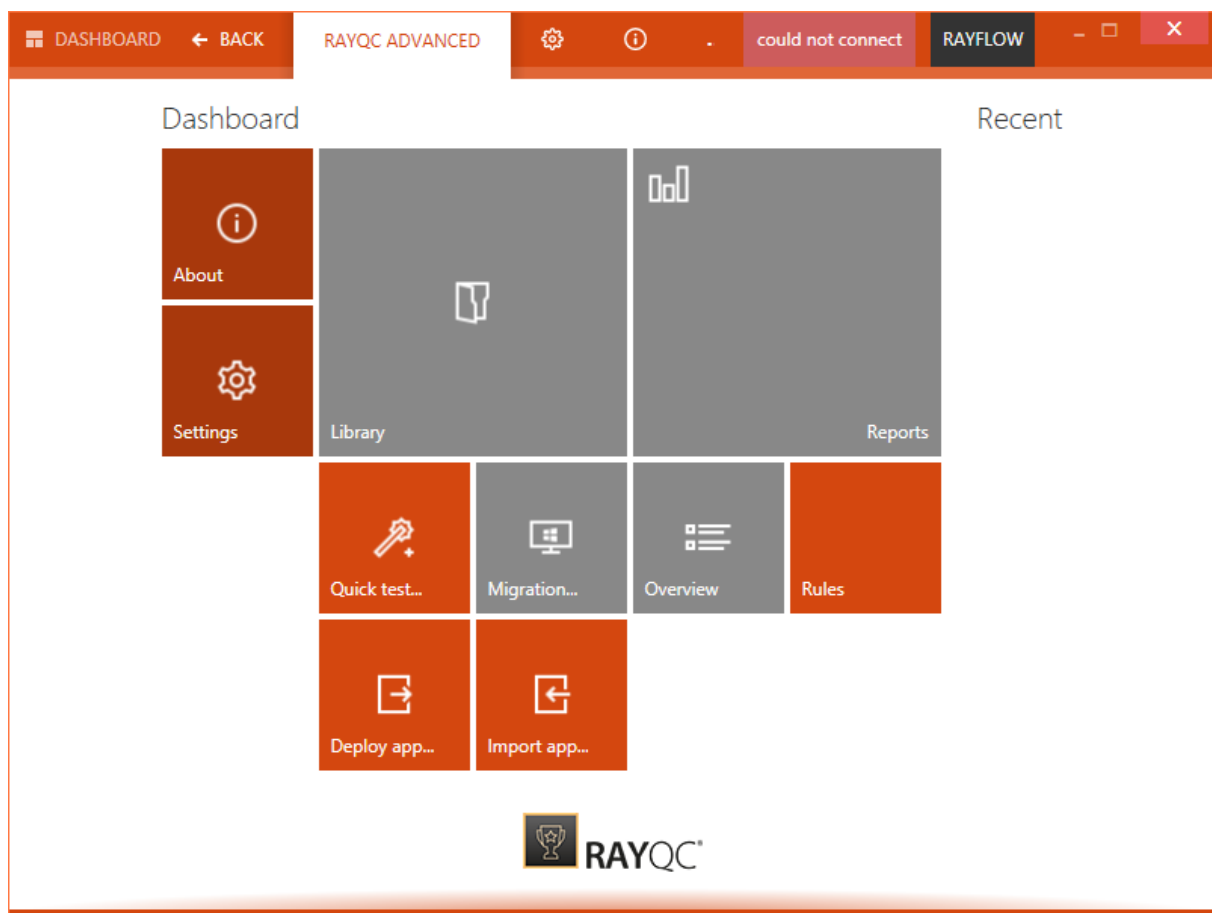 DASHBOARD BACK RAYQC ADVANCED . could not connect RAYFLOW
Dashboard Recent
About
Settings Library Reports
Quick test... Migration... Overview Rules
Deploy app... Import app...
RAYQC®